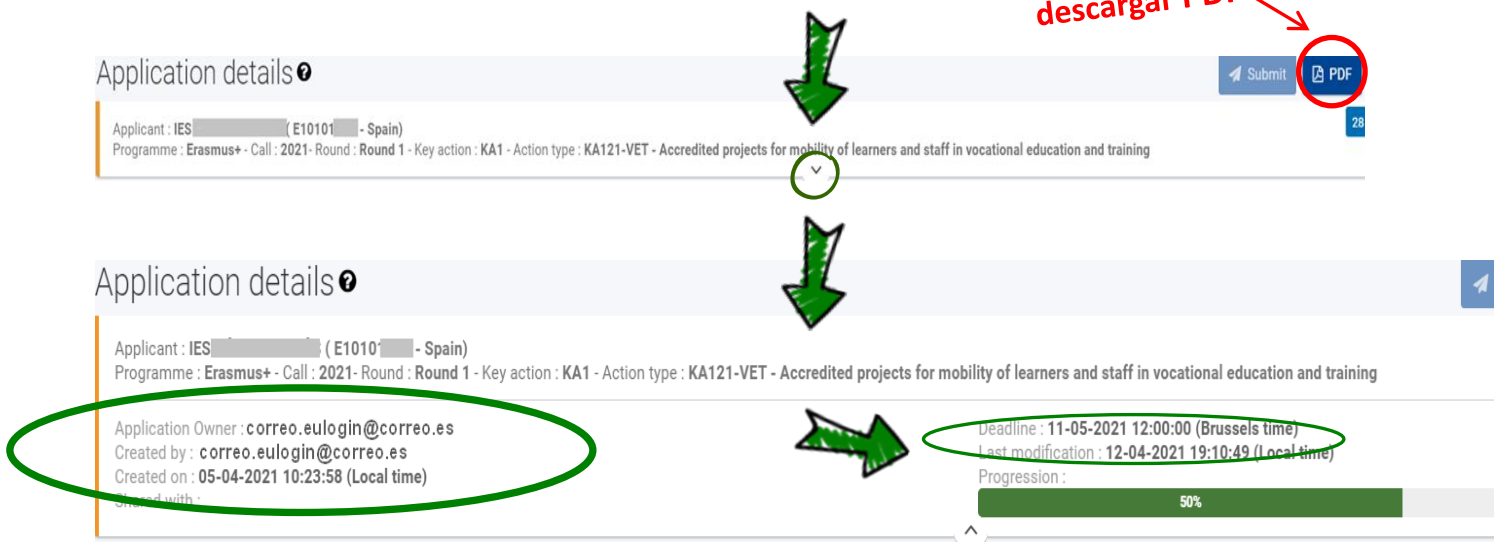 descargar PDF
Application details
Submit
PDF
Applicant : IES ( E10101 - Spain)
28
Programme : Erasmus+ - Call : 2021- Round : Round 1 - Key action : KA1 - Action type : KA121-VET - Accredited projects for mobility of learners and staff in vocational education and training
Application details
Applicant : IES ( E1010 - Spain)
Programme : Erasmus+ - Call : 2021- Round : Round 1 - Key action : KA1 - Action type : KA121-VET - Accredited projects for mobility of learners and staff in vocational education and training
Application Owner : correo.eulogin@correo.es
Created by : correo.eulogin@correo.es
Created on : 05-04-2021 10:23:58 (Local time)
Shared with :
Deadline : 11-05-2021 12:00:00 (Brussels time)
Last modification : 12-04-2021 19:10:49 (Local time)
Progression :
50%